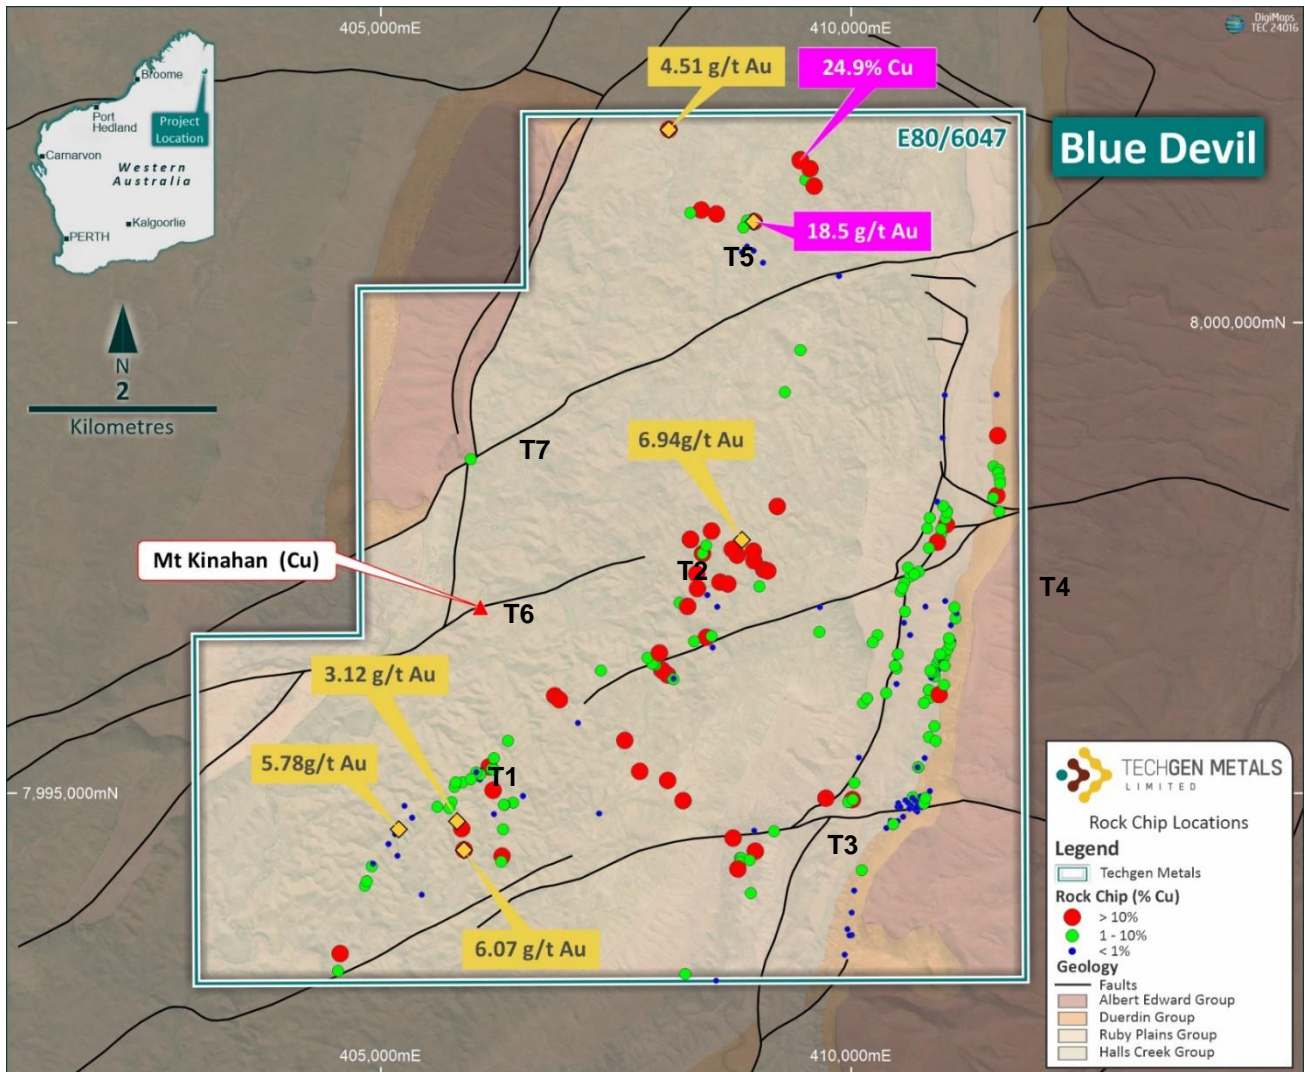 405,000mE
410,000mE
DigiMaps
TEC 24016
4.51 g/t Au
24.9% Cu
E80/6047
Blue Devil
Broome
Port
Hedland
Project
Location
Carnarvon
Western
Australia
Kalgoorlie
PERTH
18.5 g/t Au
T5
8,000,000mN
N
2
Kilometres
6.94g/t Au
T7
Mt Kinahan (Cu)
T2
T4
T6
3.12 g/t Au
5.78g/t Au
T1
7,995,000mN
T3
6.07 g/t Au
TECHGEN METALS
LIMITED
Rock Chip Locations
Legend
Techgen Metals
Rock Chip (% Cu)
> 10%
1 - 10%
< 1%
Geology
Faults
Albert Edward Group
Duerdin Group
Ruby Plains Group
Halls Creek Group
405,000mE
410,000mE